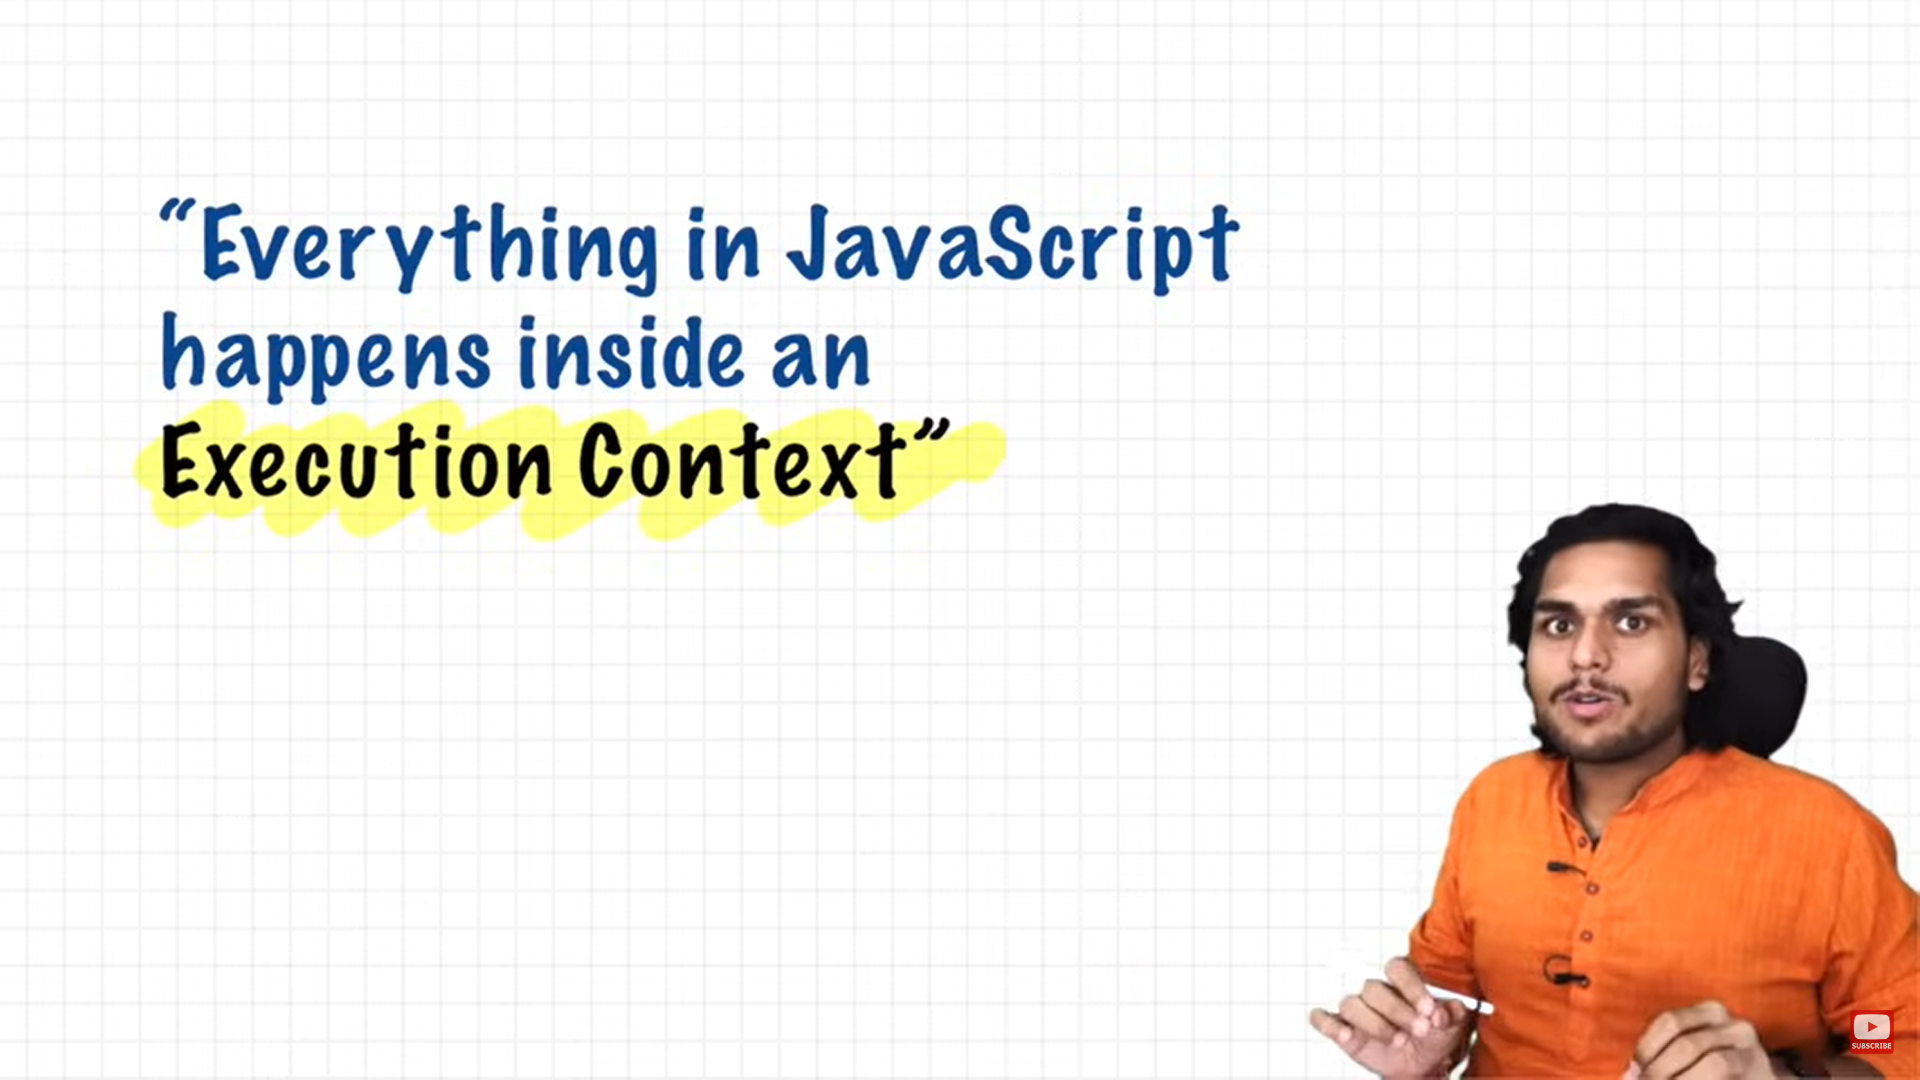 “Everything in JavaScript
happens inside an
Execution Context”
SUBSCRIBE